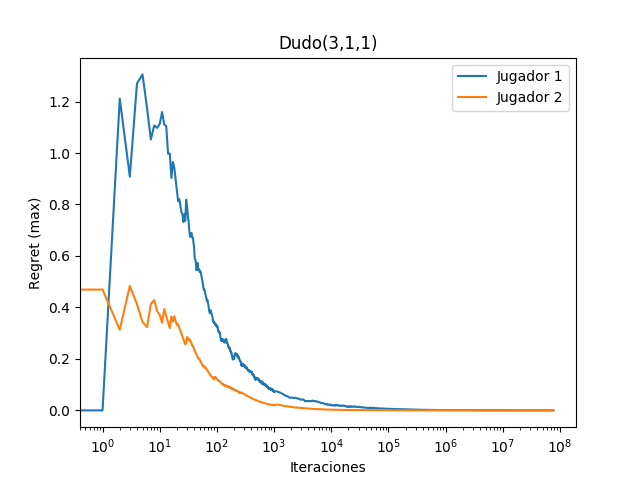 Dudo(3,1,1)
Jugador 1
Jugador 2
Regret (max)
1.2
1.0
0.8
0.6
0.4
0.2
0.0
10⁰ 10¹ 10² 10³ 10⁴ 10⁵ 10⁶ 10⁷ 10⁸
Iteraciones